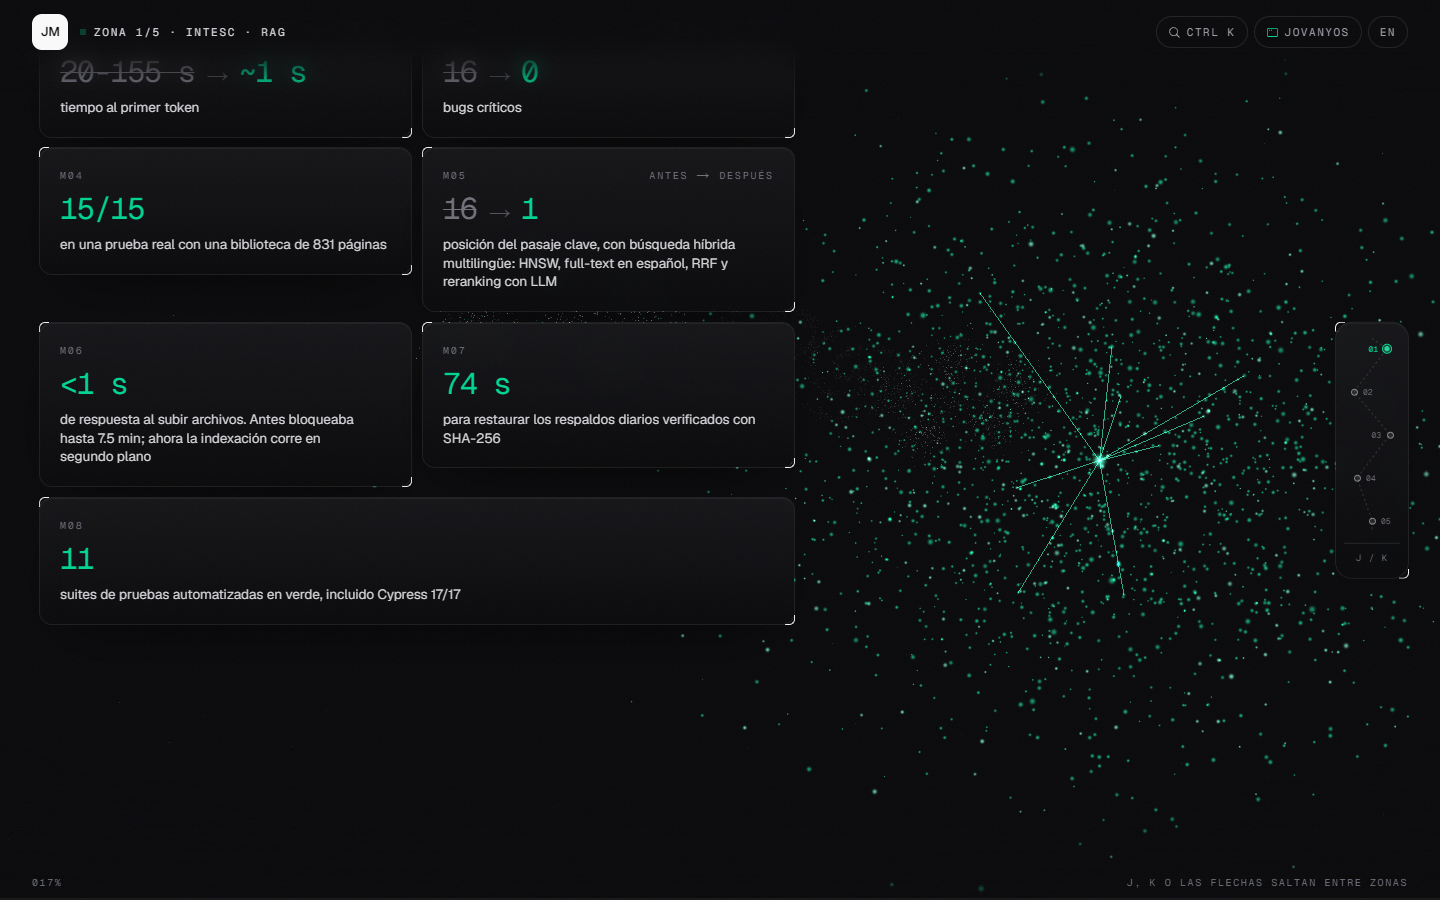 JM
ZONA 1/5 · INTESC · RAG
CTRL K
JOVANYOS
EN
20-155 s → ~1 s
tiempo al primer token
16 → 0
bugs críticos
M04
15/15
en una prueba real con una biblioteca de 831 páginas
M05
ANTES → DESPUÉS
16 → 1
posición del pasaje clave, con búsqueda híbrida
multilingüe: HNSW, full-text en español, RRF y
reranking con LLM
M06
<1 s
de respuesta al subir archivos. Antes bloqueaba
hasta 7.5 min; ahora la indexación corre en
segundo plano
M07
74 s
para restaurar los respaldos diarios verificados con
SHA-256
M08
11
suites de pruebas automatizadas en verde, incluido Cypress 17/17
01
02
03
04
05
J / K
017%
J, K O LAS FLECHAS SALTAN ENTRE ZONAS